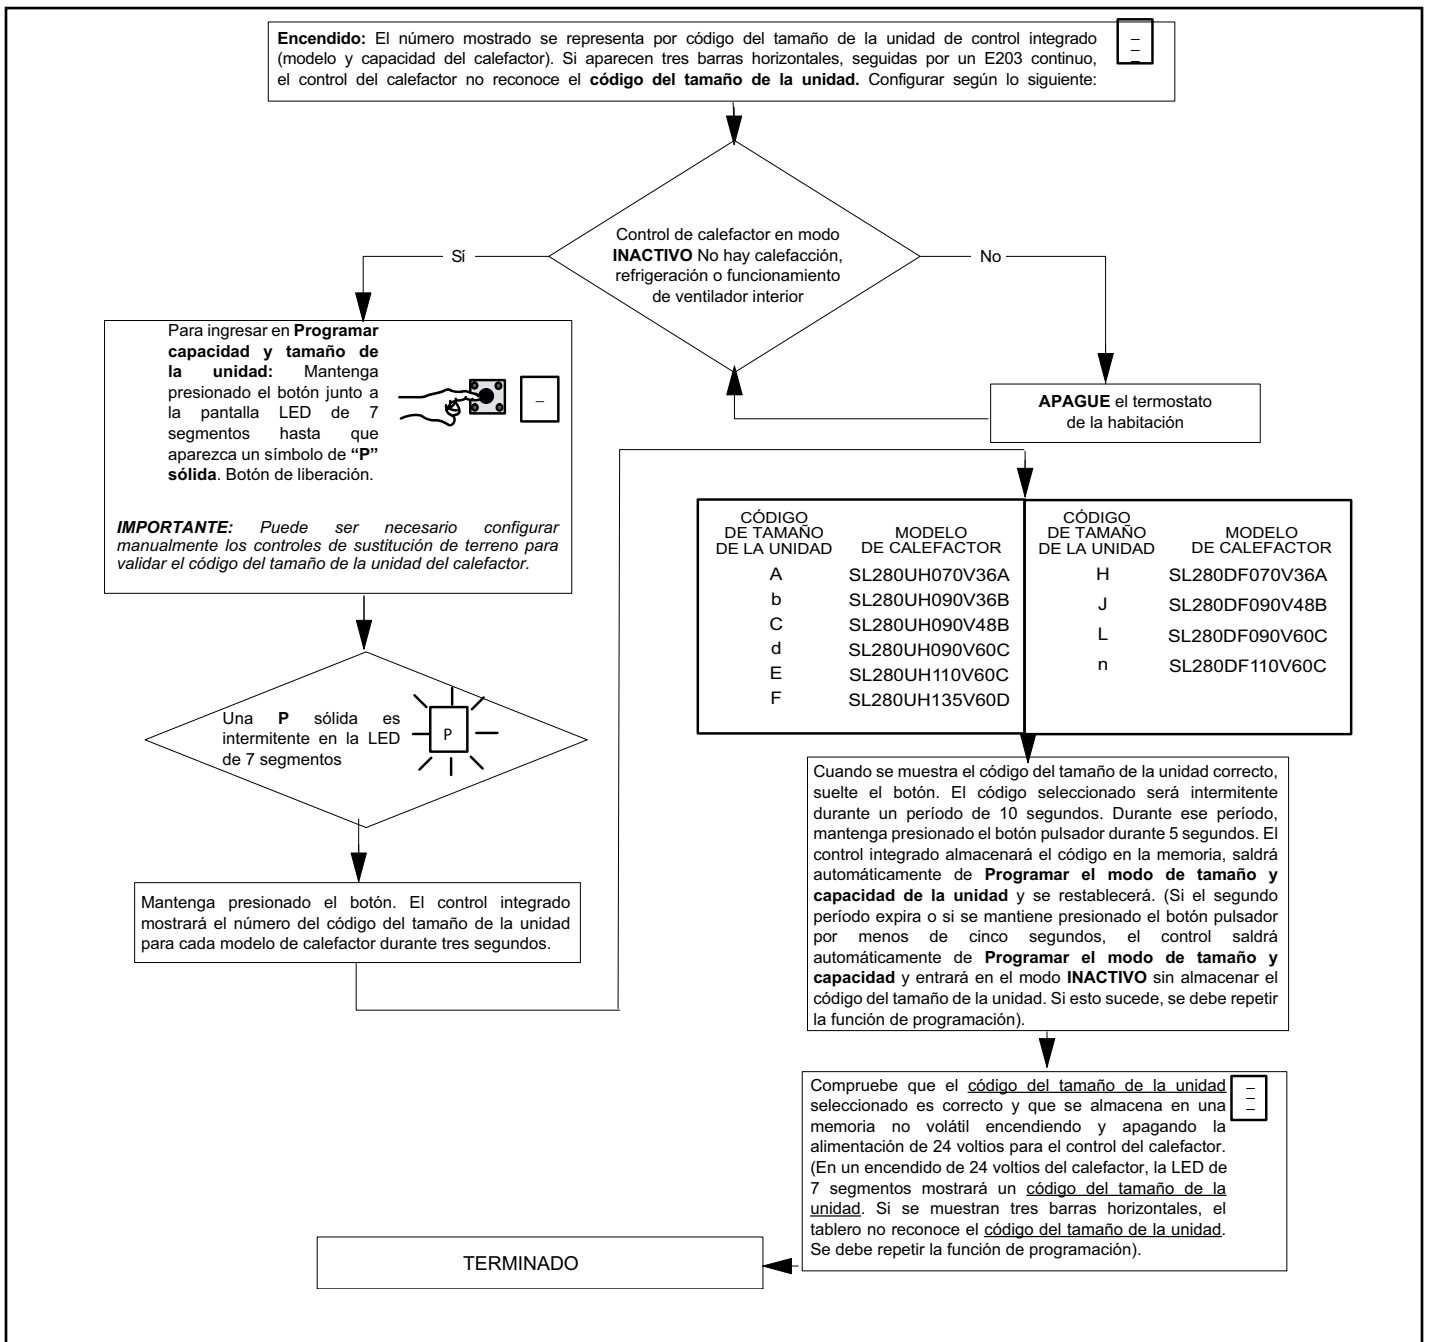 Encendido: El número mostrado se representa por código del tamaño de la unidad de control integrado
(modelo y capacidad del calefactor). Si aparecen tres barras horizontales, seguidas por un E203 continuo,
el control del calefactor no reconoce el código del tamaño de la unidad. Configurar según lo siguiente:
Control de calefactor en modo
INACTIVO No hay calefacción,
refrigeración o funcionamiento
de ventilador interior
Sí
No
Para ingresar en Programar
capacidad y tamaño de
la unidad: Mantenga
presionado el botón junto a
la pantalla LED de 7
segmentos hasta que
aparezca un símbolo de “P”
sólida. Botón de liberación.
IMPORTANTE: Puede ser necesario configurar
manualmente los controles de sustitución de terreno para
validar el código del tamaño de la unidad del calefactor.
APAGUE el termostato
de la habitación
Una P sólida es
intermitente en la LED
de 7 segmentos
P
Mantenga presionado el botón. El control integrado
mostrará el número del código del tamaño de la unidad
para cada modelo de calefactor durante tres segundos.
CÓDIGO
DE TAMAÑO
DE LA UNIDAD
MODELO
DE CALEFACTOR
A SL280UH070V36A
b SL280UH090V36B
C SL280UH090V48B
d SL280UH090V60C
E SL280UH110V60C
F SL280UH135V60D
CÓDIGO
DE TAMAÑO
DE LA UNIDAD
MODELO
DE CALEFACTOR
H SL280DF070V36A
J SL280DF090V48B
L SL280DF090V60C
n SL280DF110V60C
Cuando se muestra el código del tamaño de la unidad correcto,
suelte el botón. El código seleccionado será intermitente
durante un período de 10 segundos. Durante ese período,
mantenga presionado el botón pulsador durante 5 segundos. El
control integrado almacenará el código en la memoria, saldrá
automáticamente de Programar el modo de tamaño y
capacidad de la unidad y se restablecerá. (Si el segundo
período expira o si se mantiene presionado el botón pulsador
por menos de cinco segundos, el control saldrá
automáticamente de Programar el modo de tamaño y
capacidad y entrará en el modo INACTIVO sin almacenar el
código del tamaño de la unidad. Si esto sucede, se debe repetir
la función de programación).
Compruebe que el código del tamaño de la unidad
seleccionado es correcto y que se almacena en una
memoria no volátil encendiendo y apagando la
alimentación de 24 voltios para el control del calefactor.
(En un encendido de 24 voltios del calefactor, la LED de
7 segmentos mostrará un código del tamaño de la
unidad. Si se muestran tres barras horizontales, el
tablero no reconoce el código del tamaño de la unidad.
Se debe repetir la función de programación).
TERMINADO